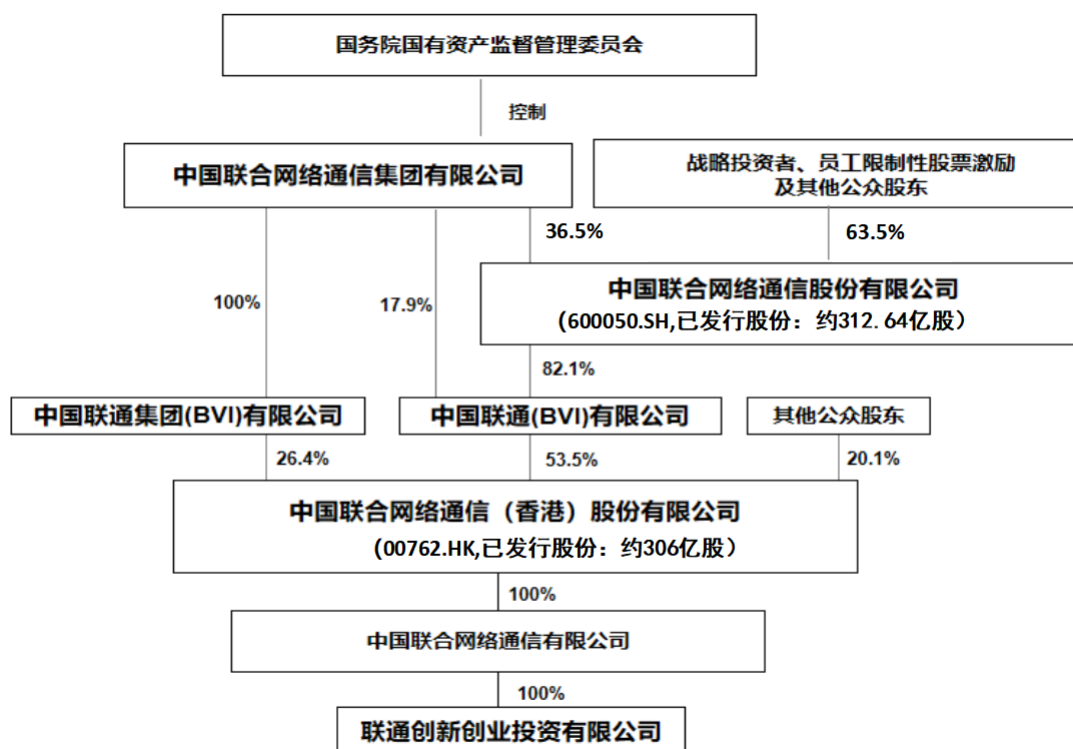 国务院国有资产监督管理委员会
控制
中国联合网络通信集团有限公司
战略投资者、员工限制性股票激励
及其他公众股东
36.5%
63.5%
100%
17.9%
中国联合网络通信股份有限公司
(600050.SH,已发行股份：约312.64亿股）
82.1%
中国联通集团(BVI)有限公司
中国联通(BVI)有限公司
其他公众股东
26.4%
53.5%
20.1%
中国联合网络通信（香港）股份有限公司
(00762.HK,已发行股份：约306亿股）
100%
中国联合网络通信有限公司
100%
联通创新创业投资有限公司